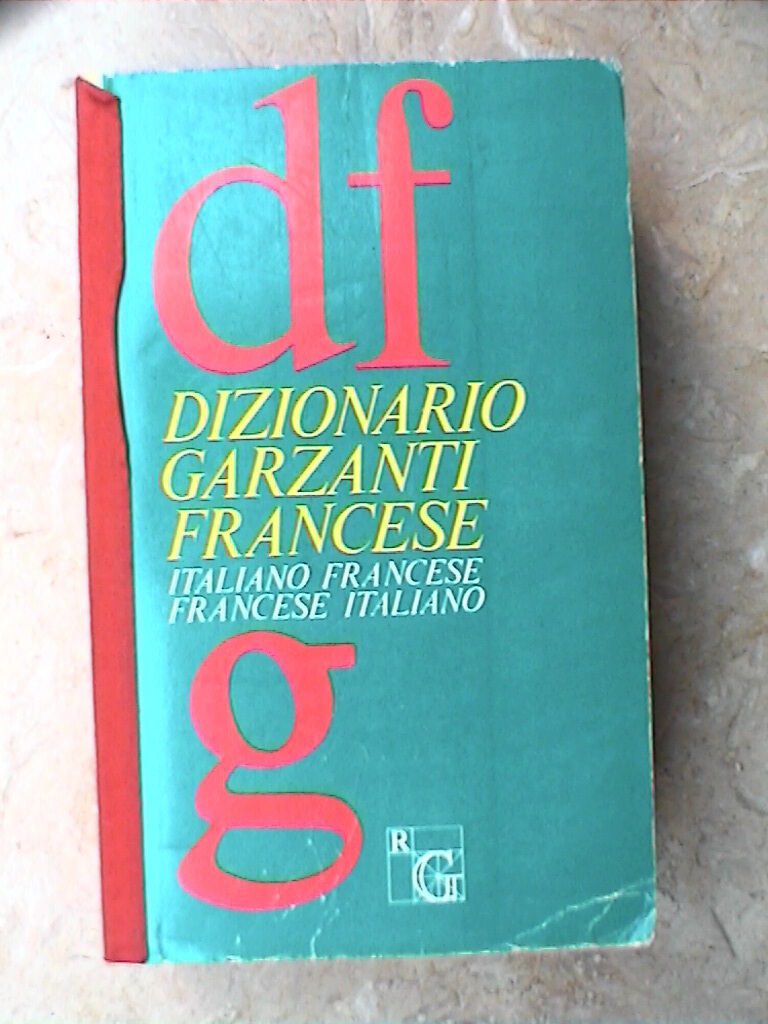 df
DIZIONARIO
GARZANTI
FRANCESE
ITALIANO FRANCESE
FRANCESE ITALIANO
g
R
G